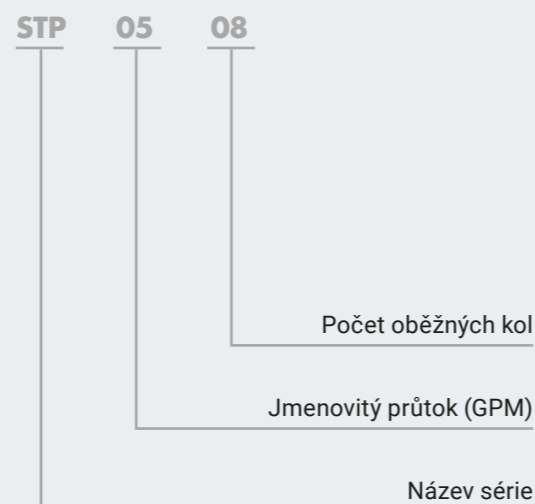 STP 05 08
Počet oběžných kol
Jmenovitý průtok (GPM)
Název série